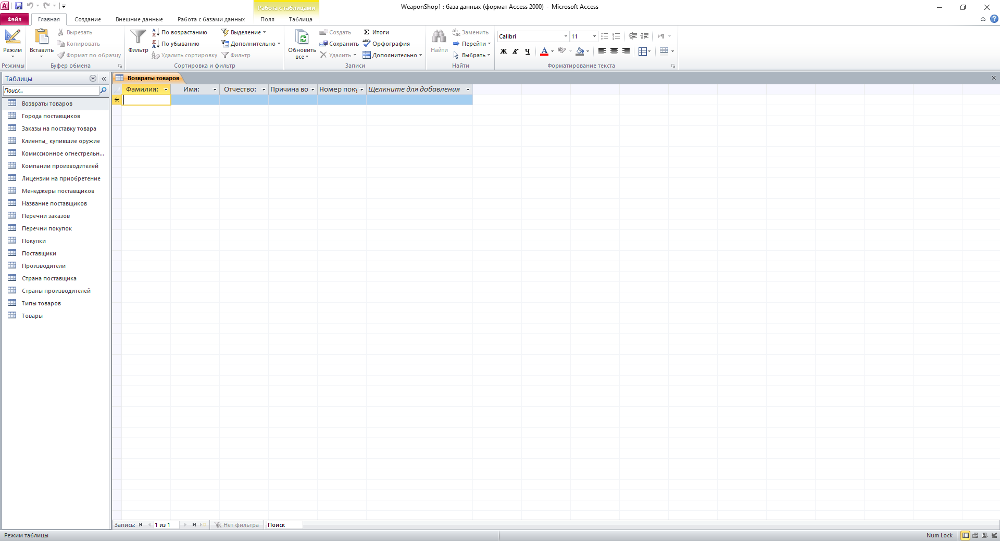 WeaponShop1 : база данных (формат Access 2000) - Microsoft Access
Работа с таблицами
Файл Главная Создание Внешние данные Работа с базами данных Поля Таблица
Режим
Режимы
Вставить
Вырезать
Копировать
Формат по образцу
Буфер обмена
Фильтр
По возрастанию
По убыванию
Удалить сортировку
Выделение
Дополнительно
Фильтр
Сортировка и фильтр
Обновить
все
Создать
Сохранить
Удалить
Итоги
Орфография
Дополнительно
Записи
Найти
Заменить
Перейти
Выбрать
Найти
Calibri 11
Ж К Ч
Форматирование текста
Таблицы
Поиск...
Возвраты товаров
Города поставщиков
Заказы на поставку товара
Клиенты_ купившие оружие
Комиссионное огнестрельн...
Компании производителей
Лицензии на приобретение
Менеджеры поставщиков
Название поставщиков
Перечни заказов
Перечни покупок
Покупки
Поставщики
Производители
Страна поставщика
Страны производителей
Типы товаров
Товары
Возвраты товаров
Фамилия: Имя: Отчество: Причина во Номер поку Щелкните для добавления
Запись: 1 из 1 Нет фильтра Поиск
Режим таблицы
Num Lock